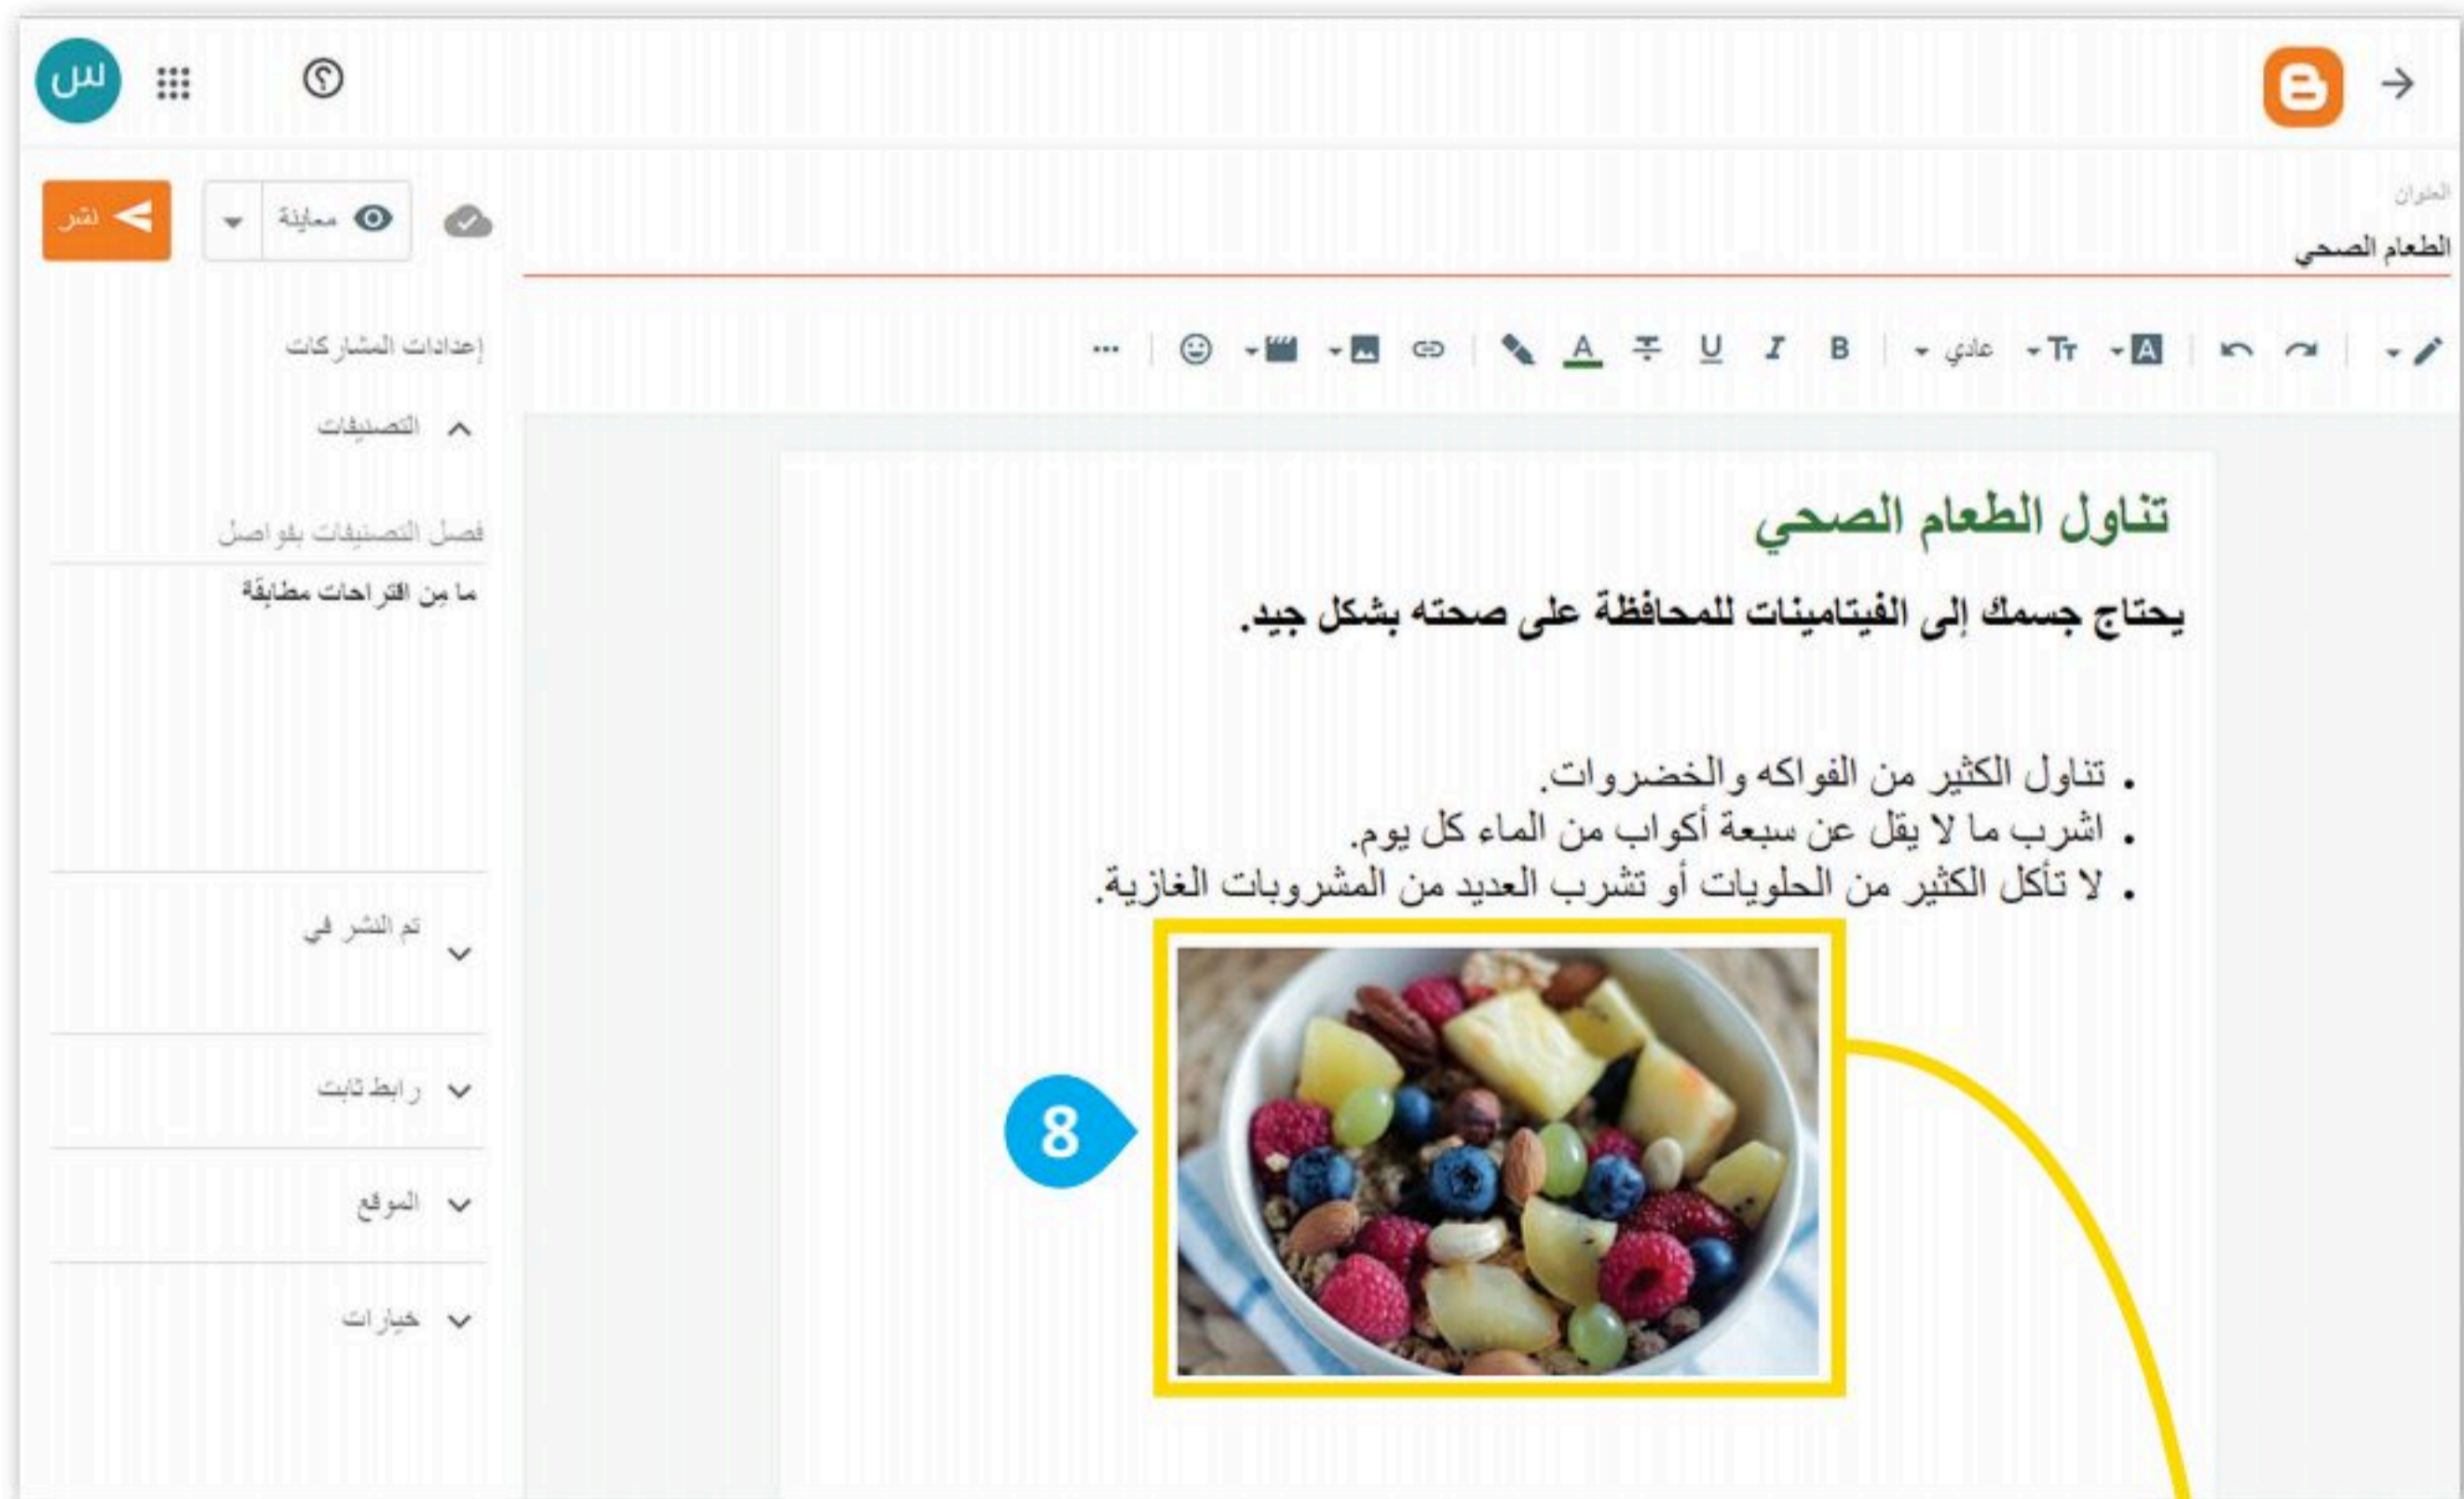 س
العنوان
الطعام الصحي
معاينة
نشر
عادي
إعدادات المشاركات
التصنيفات
فصل التصنيفات بفواصل
ما مِن اقتراحات مطابقة
تم النشر في
رابط ثابت
الموقع
خيارات
تناول الطعام الصحي
يحتاج جسمك إلى الفيتامينات للمحافظة على صحته بشكل جيد.
• تناول الكثير من الفواكه والخضروات.
• اشرب ما لا يقل عن سبعة أكواب من الماء كل يوم.
• لا تأكل الكثير من الحلويات أو تشرب العديد من المشروبات الغازية.
8